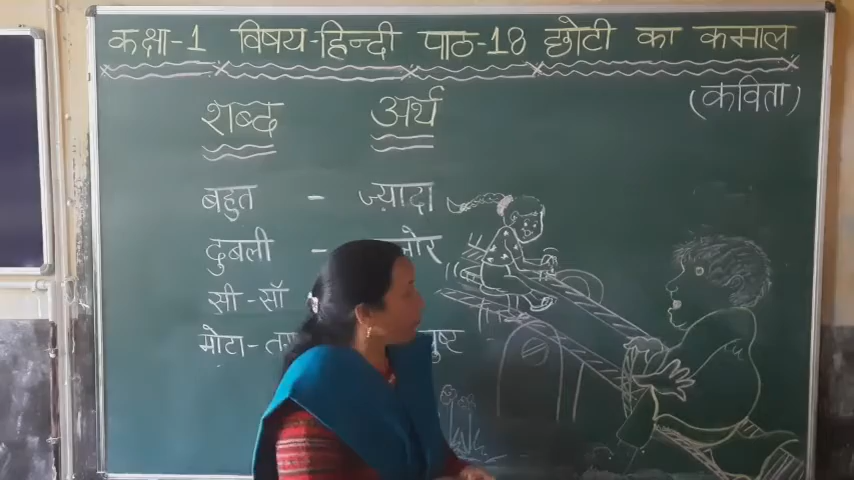 कक्षा-1 विषय-हिन्दी पाठ-18 छोटी का कमाल
(कविता)
शब्द अर्थ
बहुत - ज़्यादा
दुबली -
सी-सॉ
मोटा-